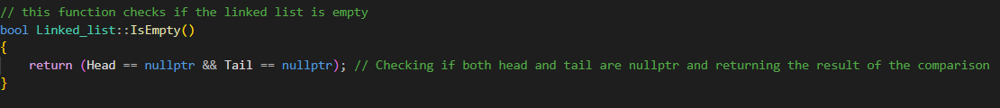 // this function checks if the linked list is empty
bool Linked_list::IsEmpty()
{
    return (Head == nullptr && Tail == nullptr); // Checking if both head and tail are nullptr and returning the result of the comparison
}